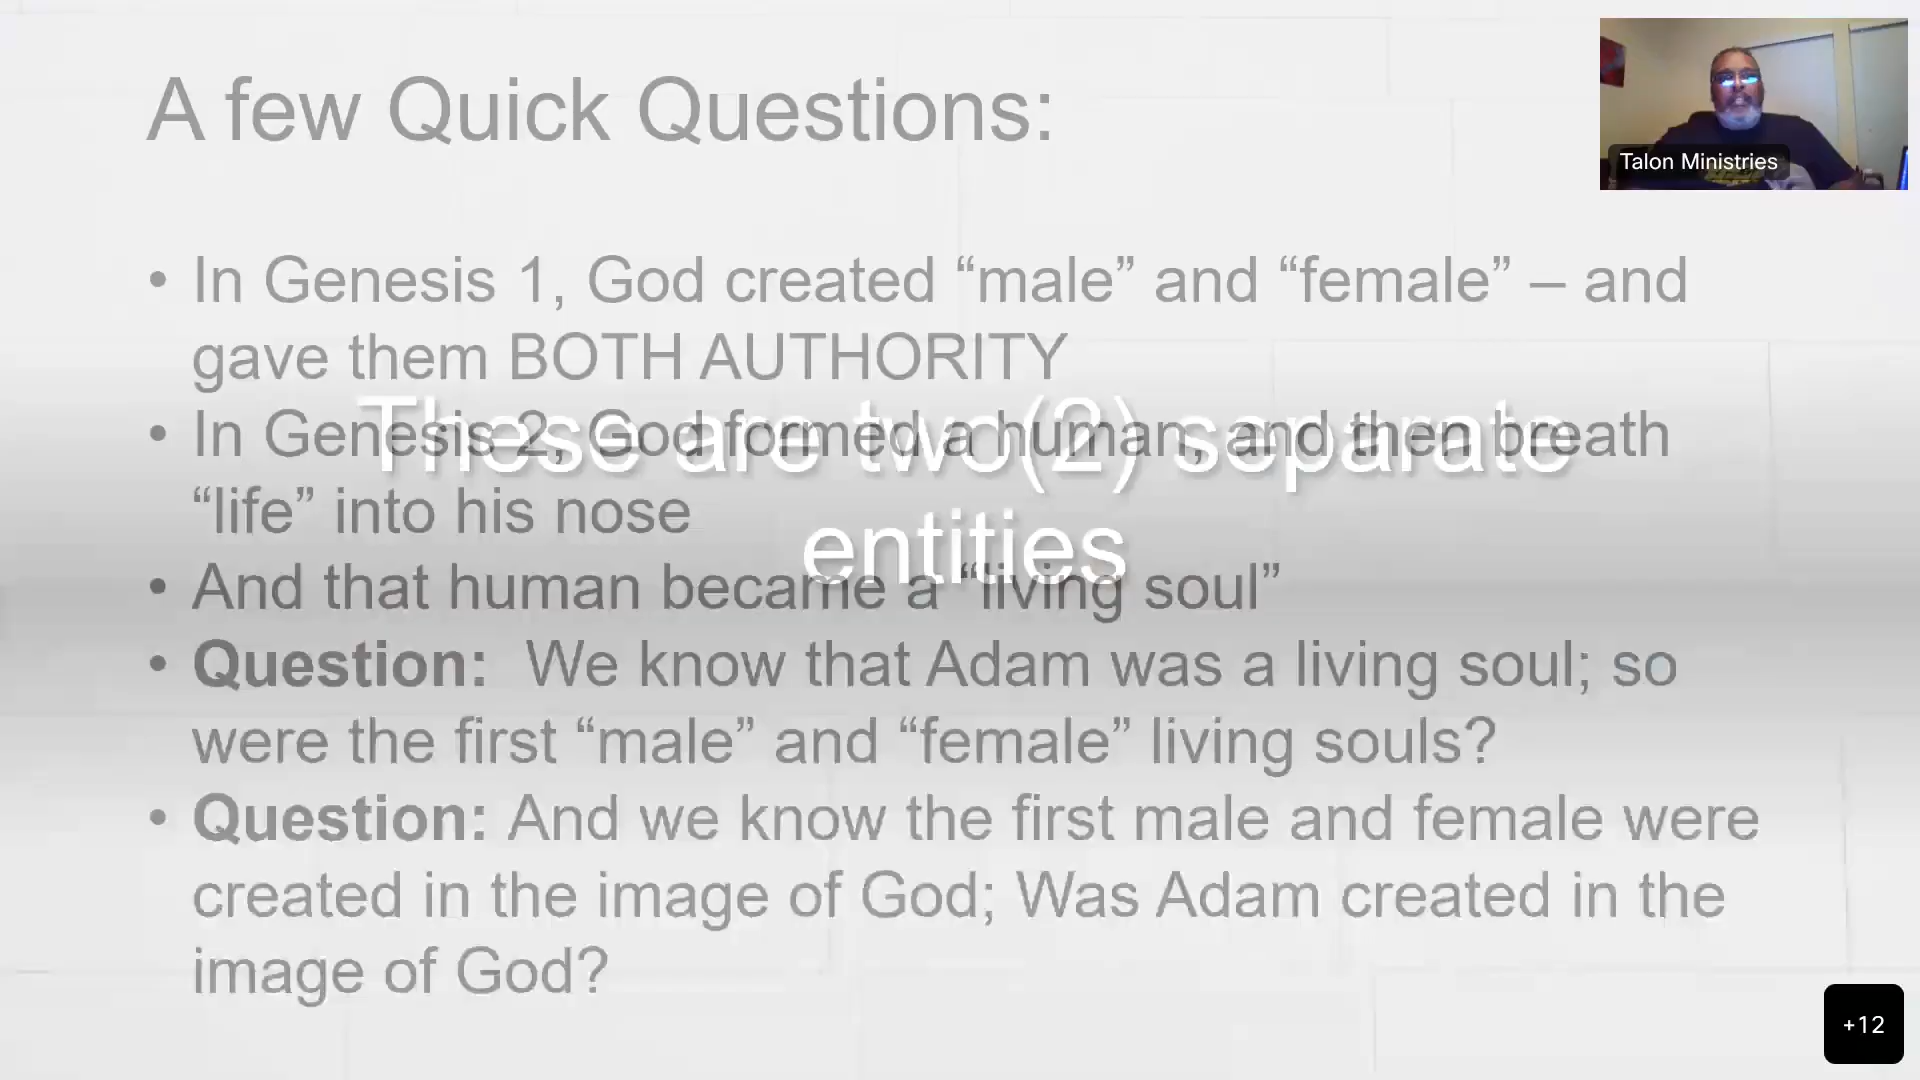 A few Quick Questions:
Talon Ministries
• In Genesis 1, God created “male” and “female” – and
gave them BOTH AUTHORITY
• In Genesis 2, God formed a human, and then breath
“life” into his nose
These are two(2) separate
entities
• And that human became a “living soul”
• Question:  We know that Adam was a living soul; so
were the first “male” and “female” living souls?
• Question: And we know the first male and female were
created in the image of God; Was Adam created in the
image of God?
+12